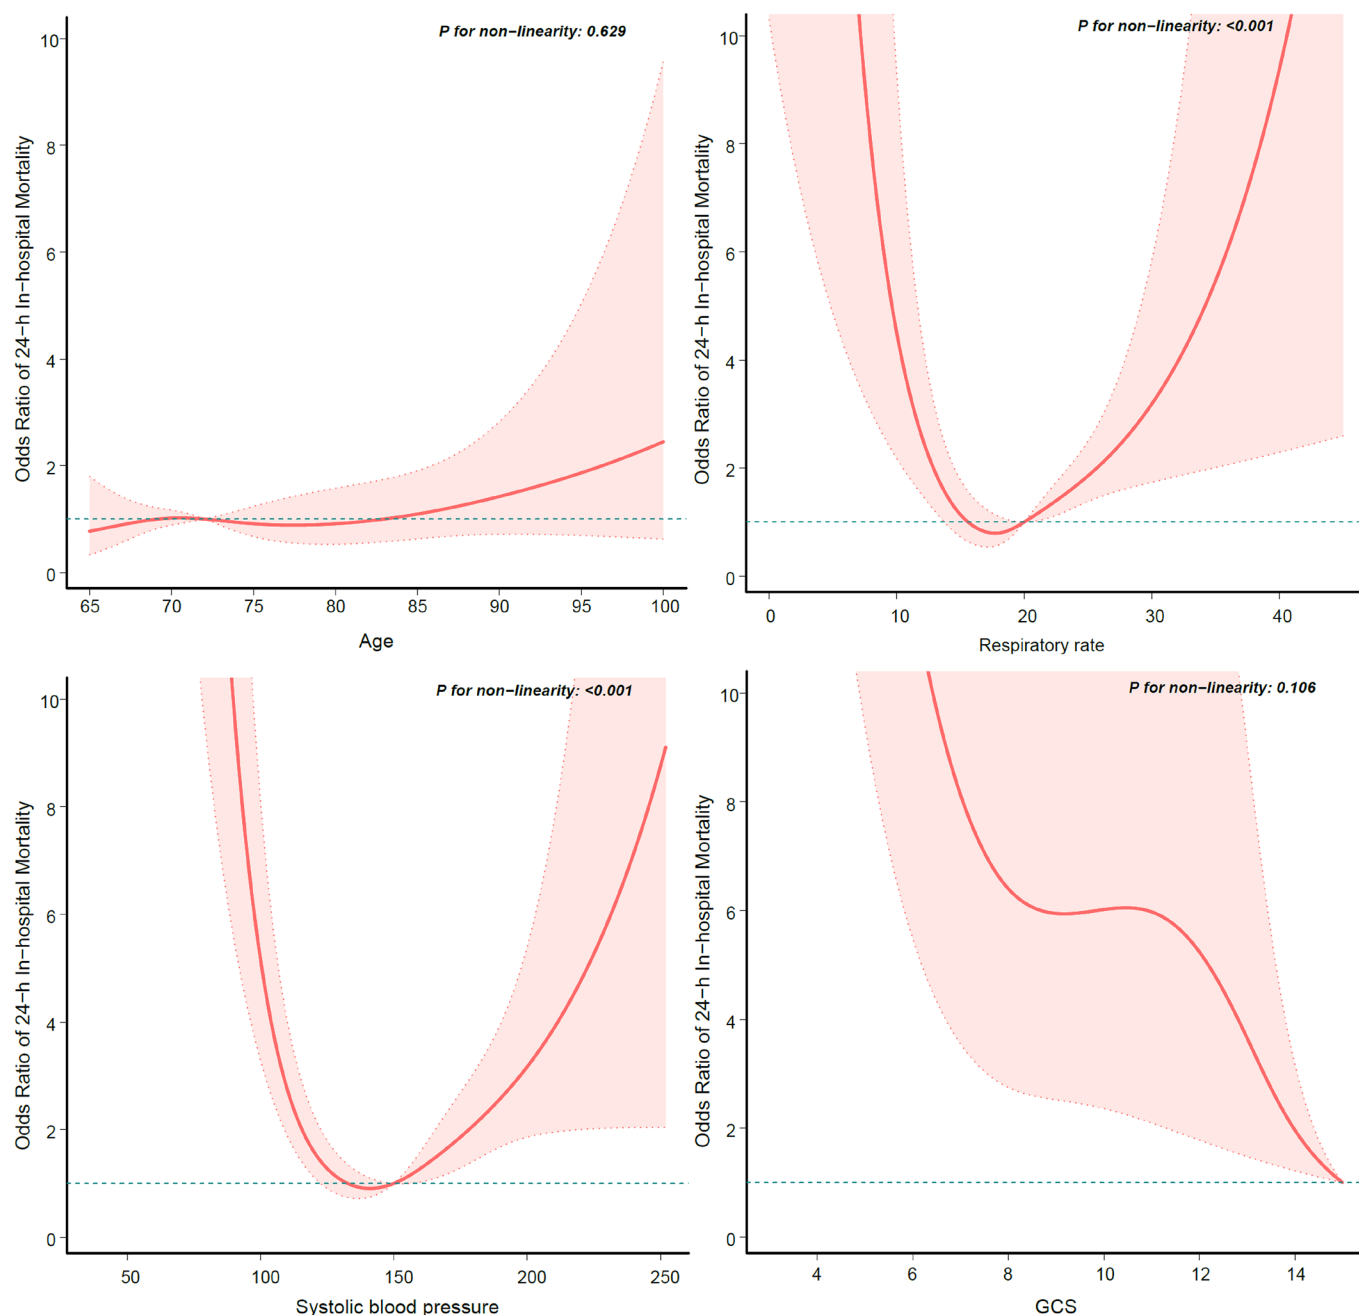 P for non−linearity: 0.629
Odds Ratio of 24−h In−hospital Mortality
10
8
6
4
2
0
65 70 75 80 85 90 95 100
Age
P for non−linearity: <0.001
Odds Ratio of 24−h In−hospital Mortality
10
8
6
4
2
0
0 10 20 30 40
Respiratory rate
P for non−linearity: <0.001
Odds Ratio of 24−h In−hospital Mortality
10
8
6
4
2
0
50 100 150 200 250
Systolic blood pressure
P for non−linearity: 0.106
Odds Ratio of 24−h In−hospital Mortality
10
8
6
4
2
0
4 6 8 10 12 14
GCS